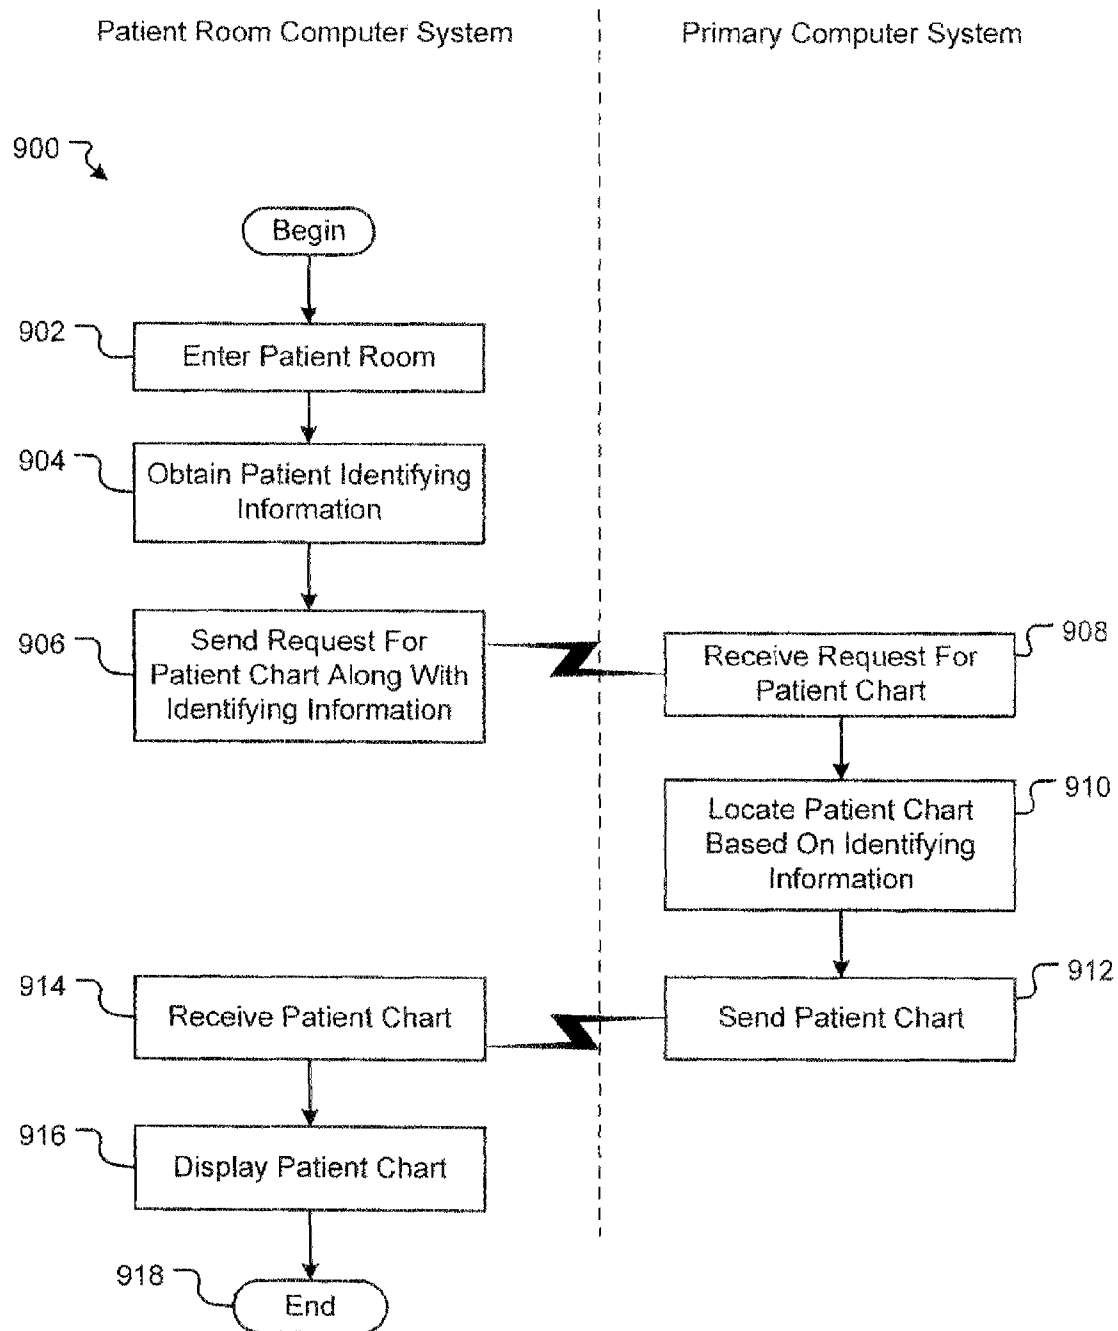 Patient Room Computer System
Primary Computer System
900
Begin
902
Enter Patient Room
904
Obtain Patient Identifying
Information
906
Send Request For
Patient Chart Along With
Identifying Information
908
Receive Request For
Patient Chart
910
Locate Patient Chart
Based On Identifying
Information
912
Send Patient Chart
914
Receive Patient Chart
916
Display Patient Chart
918
End